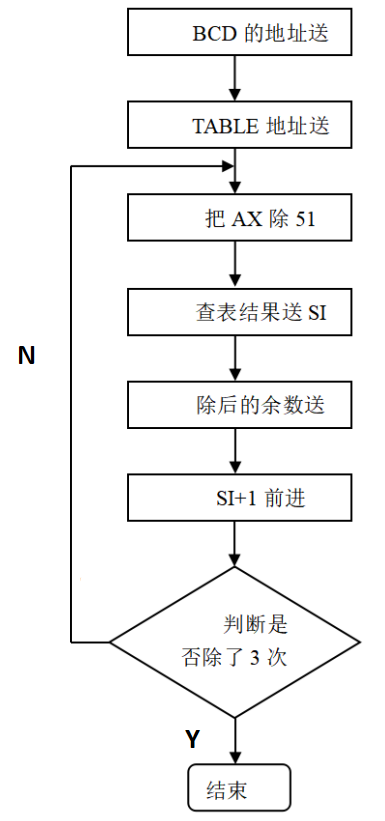 BCD 的地址送
TABLE 地址送
把 AX 除 51
查表结果送 SI
N
除后的余数送
SI+1 前进
判断是
否除了 3 次
Y
结束